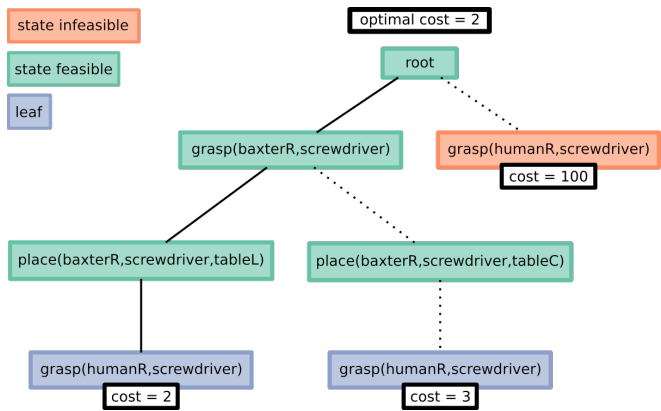 state infeasible
optimal cost = 2
state feasible
root
leaf
grasp(baxterR,screwdriver)
grasp(humanR,screwdriver)
cost = 100
place(baxterR,screwdriver,tableL)
place(baxterR,screwdriver,tableC)
grasp(humanR,screwdriver)
grasp(humanR,screwdriver)
cost = 2
cost = 3